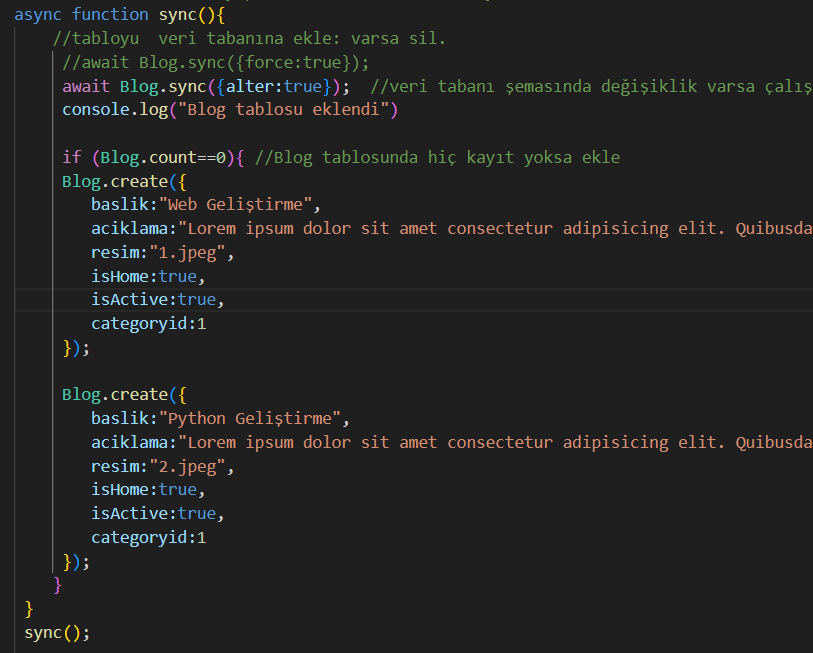 async function sync(){
//tabloyu  veri tabanına ekle: varsa sil.
//await Blog.sync({force:true});
await Blog.sync({alter:true});  //veri tabanı şemasında değişiklik varsa çalış
console.log("Blog tablosu eklendi")
if (Blog.count==0){ //Blog tablosunda hiç kayıt yoksa ekle
Blog.create({
baslik:"Web Geliştirme",
aciklama:"Lorem ipsum dolor sit amet consectetur adipisicing elit. Quibusda
resim:"1.jpeg",
isHome:true,
isActive:true,
categoryid:1
});
Blog.create({
baslik:"Python Geliştirme",
aciklama:"Lorem ipsum dolor sit amet consectetur adipisicing elit. Quibusda
resim:"2.jpeg",
isHome:true,
isActive:true,
categoryid:1
});
}
}
sync();